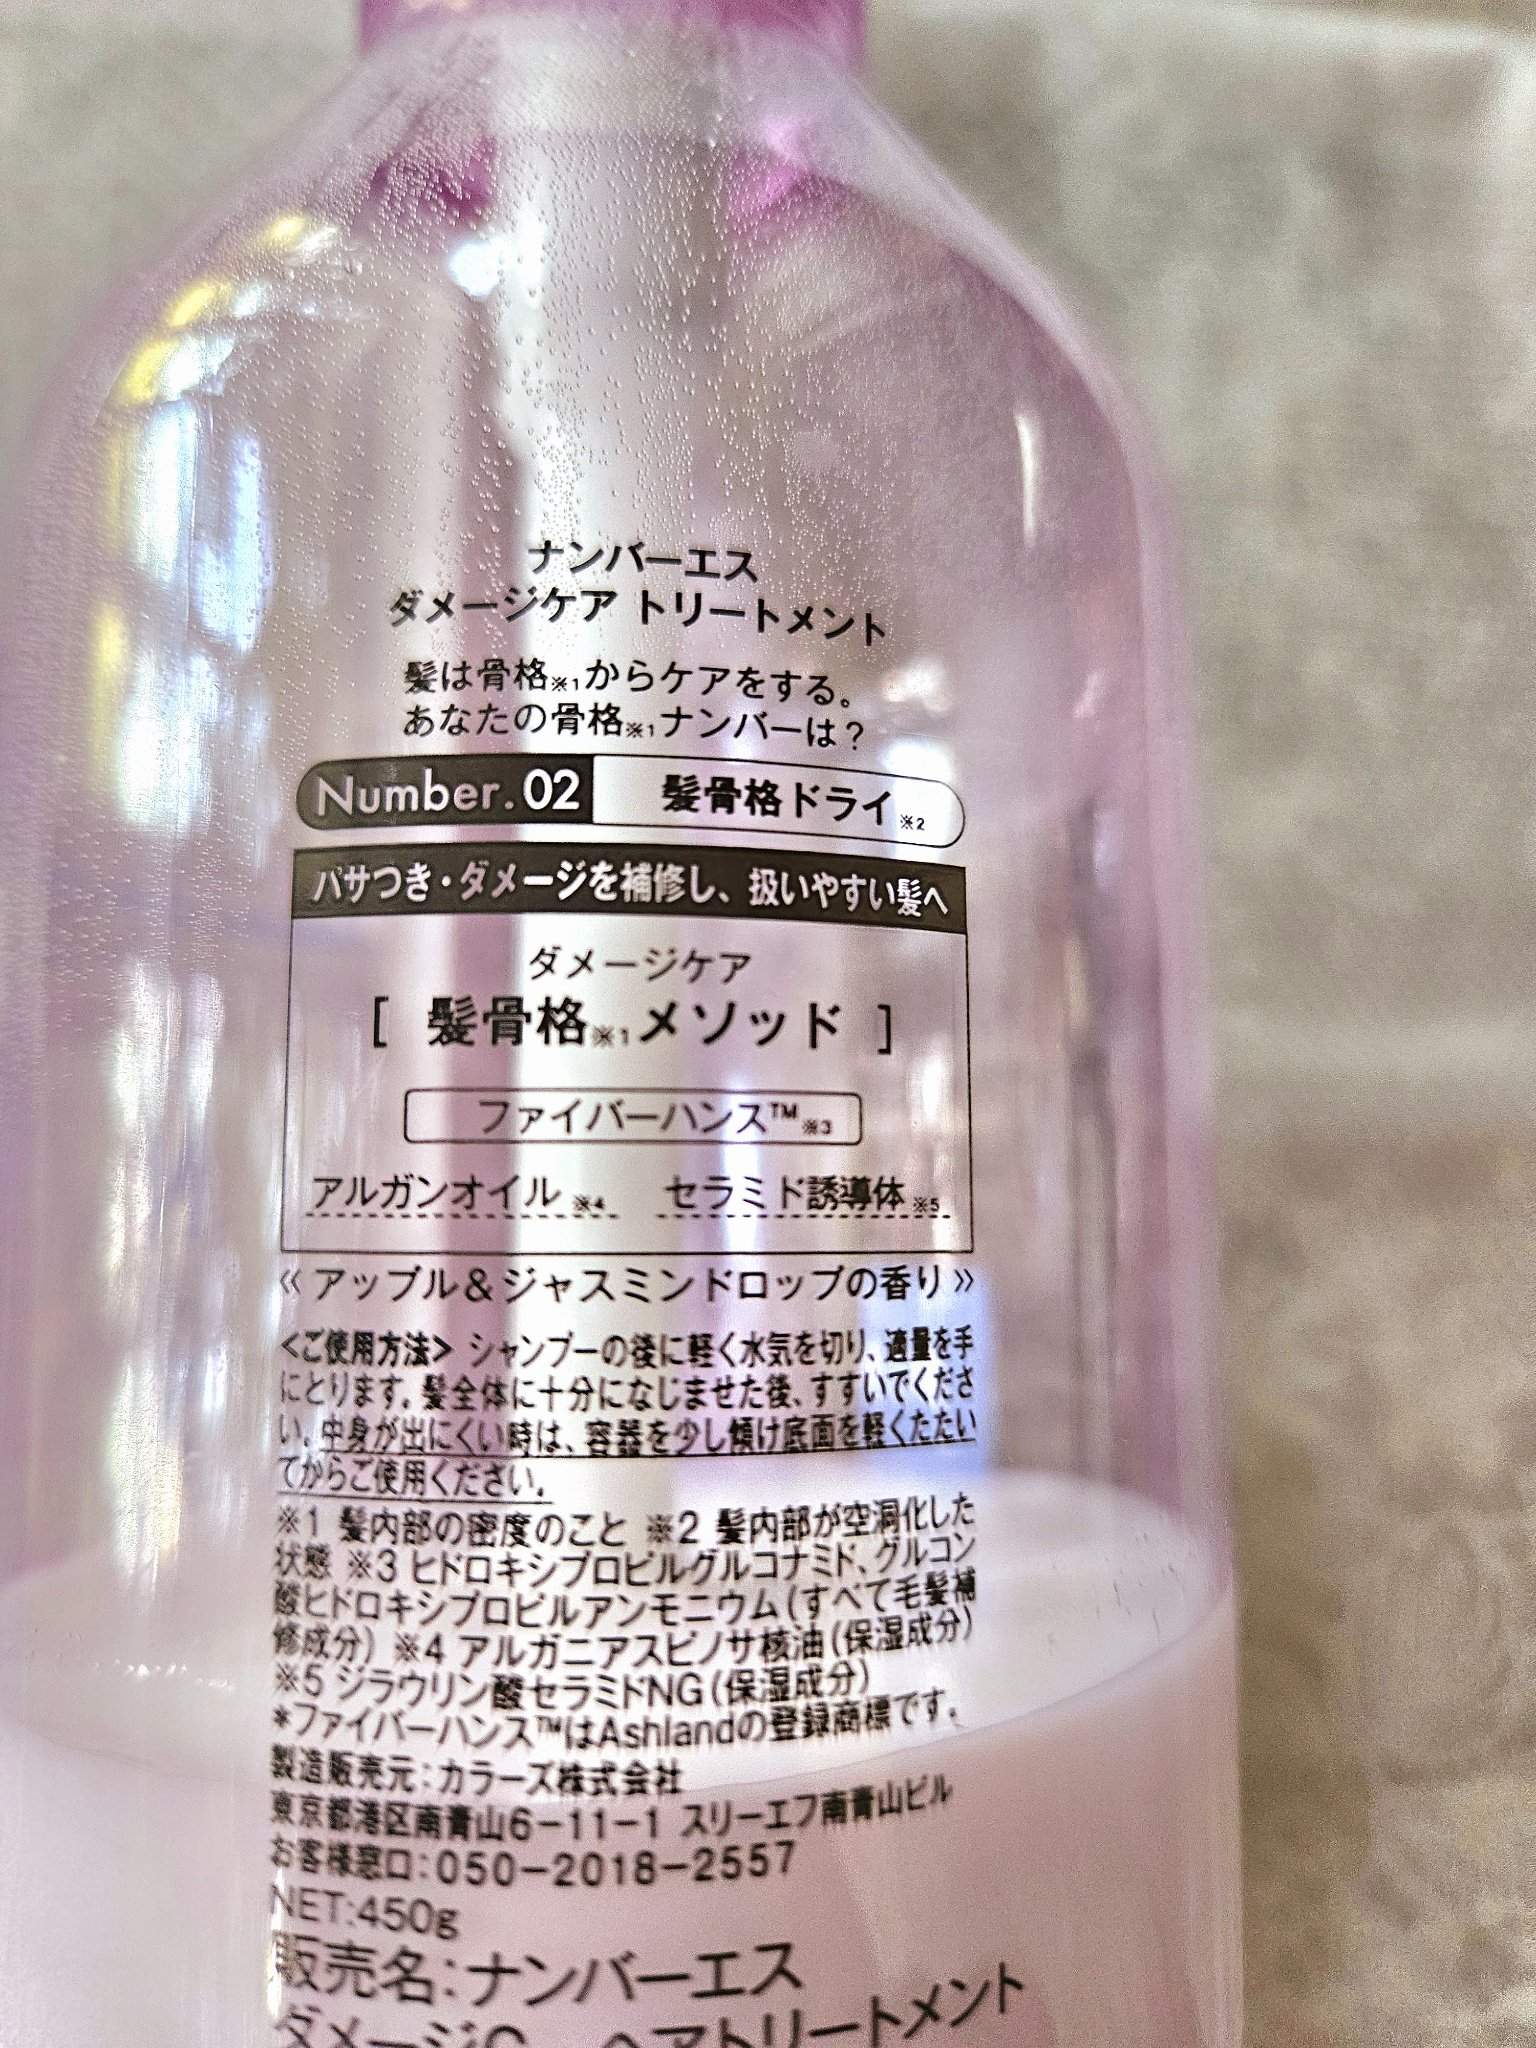 ナンバーエス
ダメージケア トリートメント
髪は骨格※1からケアをする。
あなたの骨格※1ナンバーは？
Number.02 髪骨格ドライ※2
パサつき・ダメージを補修し、扱いやすい髪へ
ダメージケア
[ 髪骨格※1メソッド ]
ファイバーハンス™※3
アルガンオイル※4 セラミド誘導体※5
《 アップル＆ジャスミンドロップの香り 》
<ご使用方法> シャンプーの後に軽く水気を切り、適量を手
にとります。髪全体に十分になじませた後、すすいでくださ
い。中身が出にくい時は、容器を少し傾け底面を軽くたたい
てからご使用ください。
※1 髪内部の密度のこと ※2 髪内部が空洞化した
状態 ※3 ヒドロキシプロピルグルコナミド、グルコン
酸ヒドロキシプロピルアンモニウム（すべて毛髪補
修成分） ※4 アルガニアスピノサ核油（保湿成分）
※5 ジラウリン酸セラミドNG（保湿成分）
*ファイバーハンス™はAshlandの登録商標です。
製造販売元：カラーズ株式会社
東京都港区南青山6−11−1 スリーエフ南青山ビル
お客様窓口：050−2018−2557
NET:450g
販売名：ナンバーエス
ダメージC ヘアトリートメント